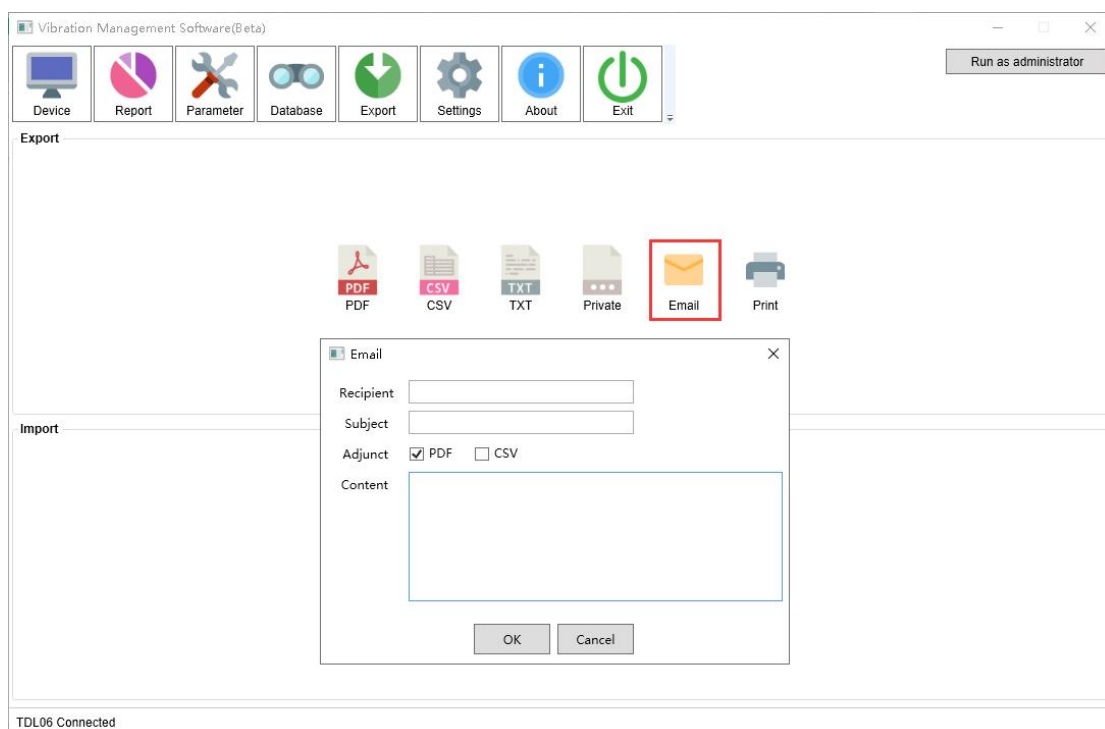 Vibration Management Software(Beta)
Run as administrator
Device Report Parameter Database Export Settings About Exit
Export
PDF CSV TXT
PDF CSV TXT Private Email Print
Email
Recipient
Subject
Adjunct PDF CSV
Content
OK Cancel
Import
TDL06 Connected